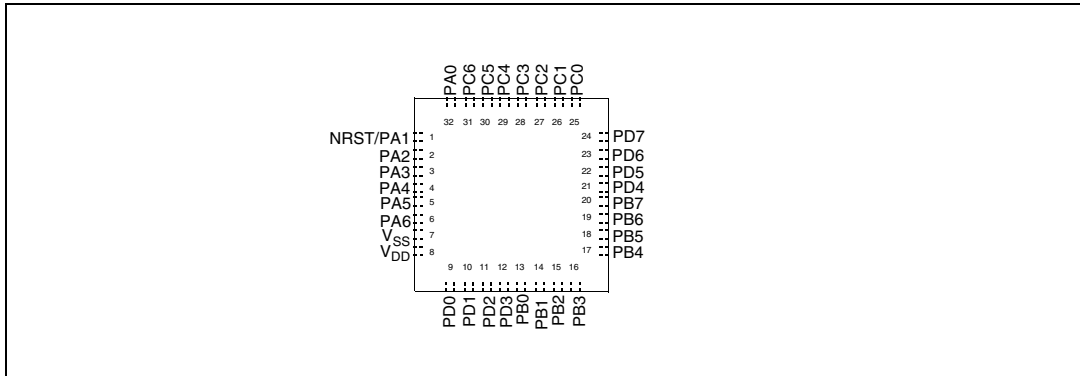 PA0 PC6 PC5 PC4 PC3 PC2 PC1 PC0
32 31 30 29 28 27 26 25
NRST/PA1 1 24 PD7
PA2 2 23 PD6
PA3 3 22 PD5
PA4 4 21 PD4
PA5 5 20 PB7
PA6 6 19 PB6
VSS 7 18 PB5
VDD 8 17 PB4
9 10 11 12 13 14 15 16
PD0 PD1 PD2 PD3 PB0 PB1 PB2 PB3